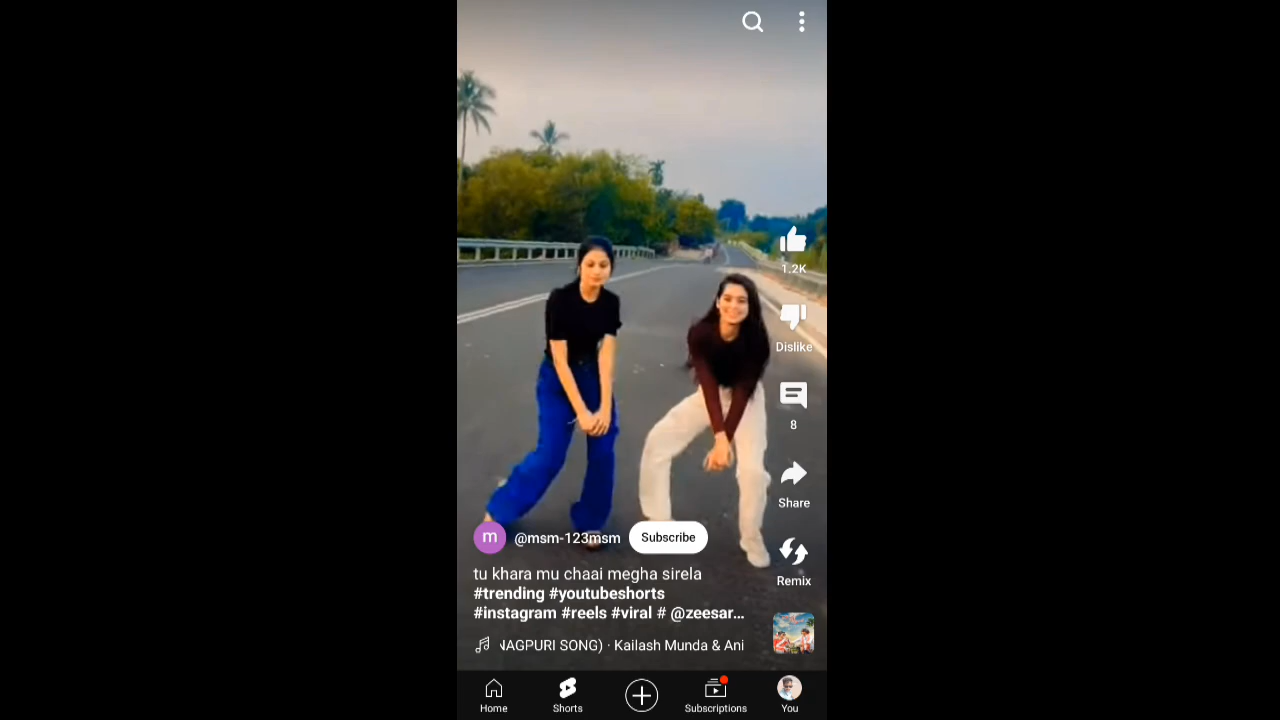 1.2K
Dislike
8
Share
Remix
m
@msm-123msm
Subscribe
tu khara mu chaai megha sirela
#trending #youtubeshorts
#instagram #reels #viral # @zeesar...
NAGPURI SONG) · Kailash Munda & Ani
Home
Shorts
Subscriptions
You